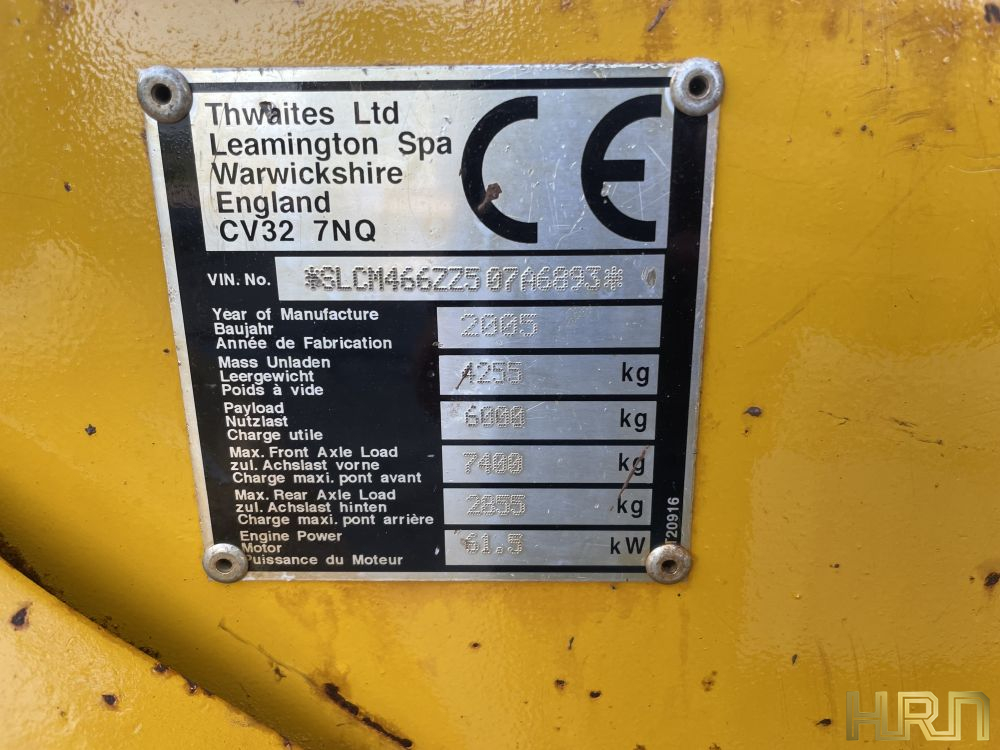 Thwaites Ltd
Leamington Spa
Warwickshire
England
CV32 7NQ
CE
VIN. No. *SLCM466ZZ507A6893*
Year of Manufacture
Baujahr 2005
Année de Fabrication
Mass Unladen
Leergewicht 4255 kg
Poids à vide
Payload
Nutzlast 6000 kg
Charge utile
Max. Front Axle Load
zul. Achslast vorne 7400 kg
Charge maxi. pont avant
Max. Rear Axle Load
zul. Achslast hinten 2855 kg
Charge maxi. pont arrière
Engine Power
Motor 61.5 kW
Puissance du Moteur
T20916
HRN